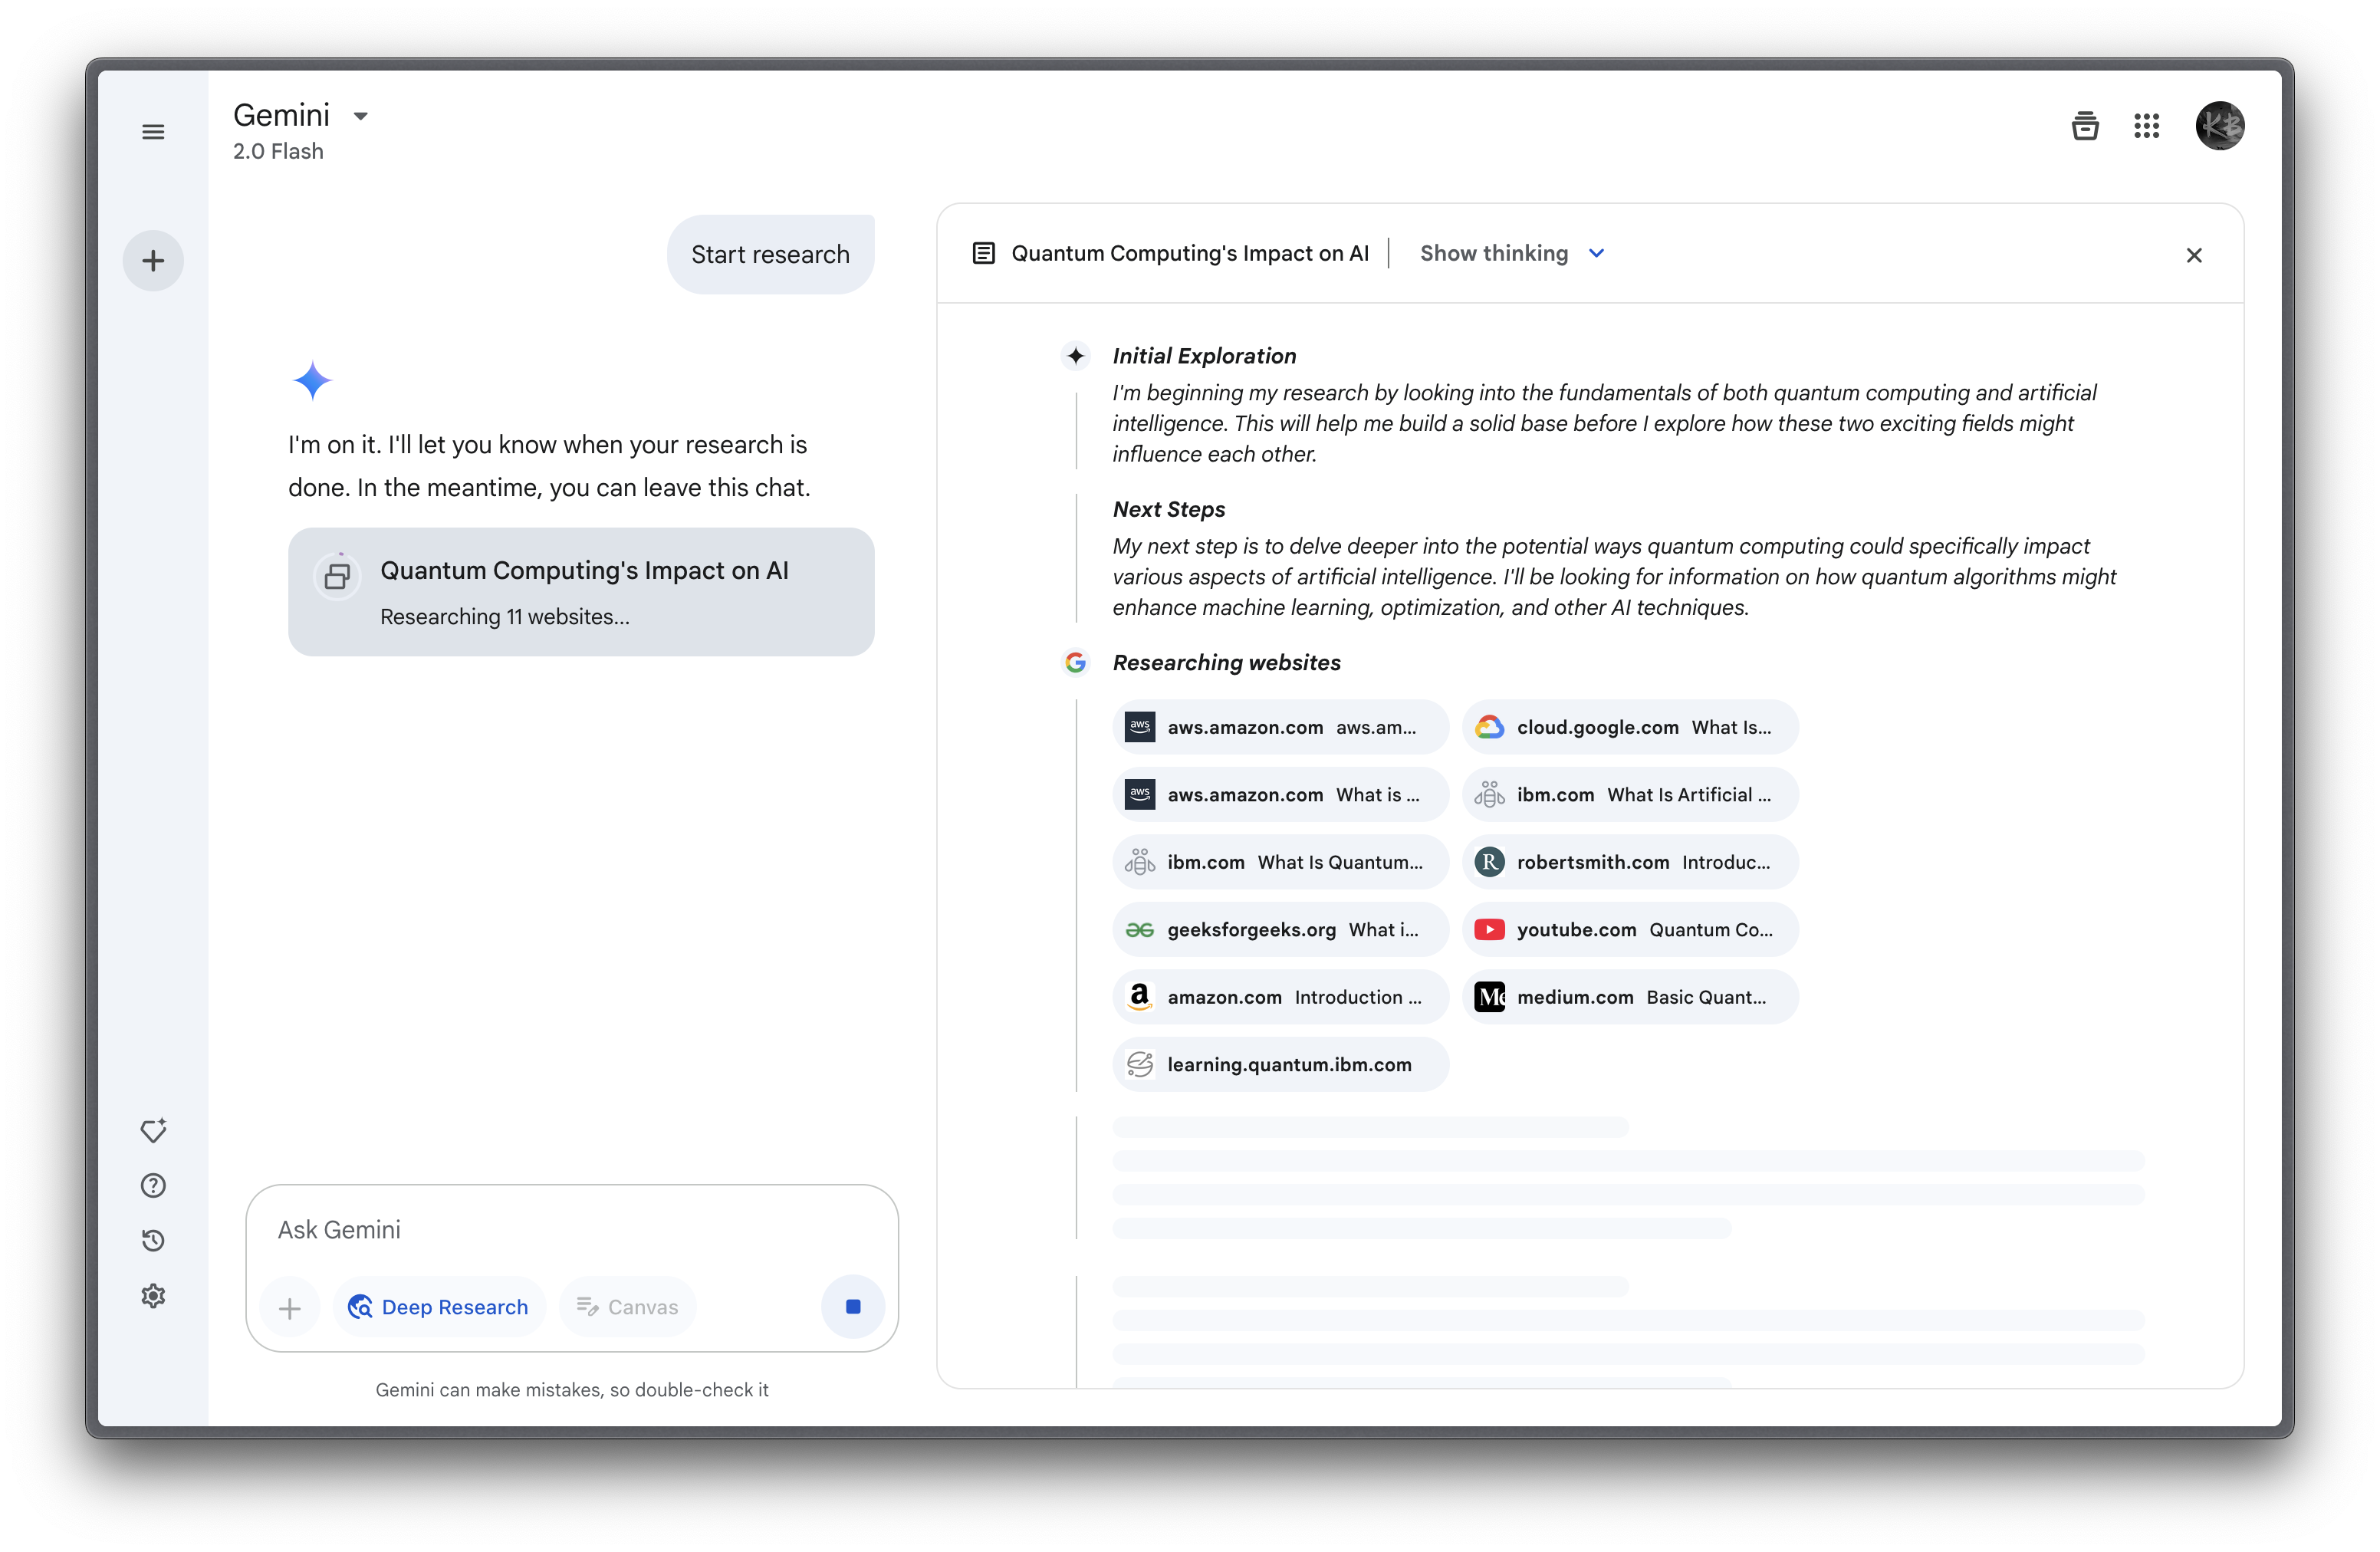 Gemini
2.0 Flash
KB
Start research
I'm on it. I'll let you know when your research is
done. In the meantime, you can leave this chat.
Quantum Computing's Impact on AI
Researching 11 websites...
Ask Gemini
Deep Research
Canvas
Gemini can make mistakes, so double-check it
Quantum Computing's Impact on AI
Show thinking
Initial Exploration
I'm beginning my research by looking into the fundamentals of both quantum computing and artificial
intelligence. This will help me build a solid base before I explore how these two exciting fields might
influence each other.
Next Steps
My next step is to delve deeper into the potential ways quantum computing could specifically impact
various aspects of artificial intelligence. I'll be looking for information on how quantum algorithms might
enhance machine learning, optimization, and other AI techniques.
Researching websites
aws aws.amazon.com aws.am...
cloud.google.com What Is...
aws aws.amazon.com What is ...
ibm.com What Is Artificial ...
ibm.com What Is Quantum...
R robertsmith.com Introduc...
geeksforgeeks.org What i...
youtube.com Quantum Co...
a amazon.com Introduction ...
Me medium.com Basic Quant...
learning.quantum.ibm.com